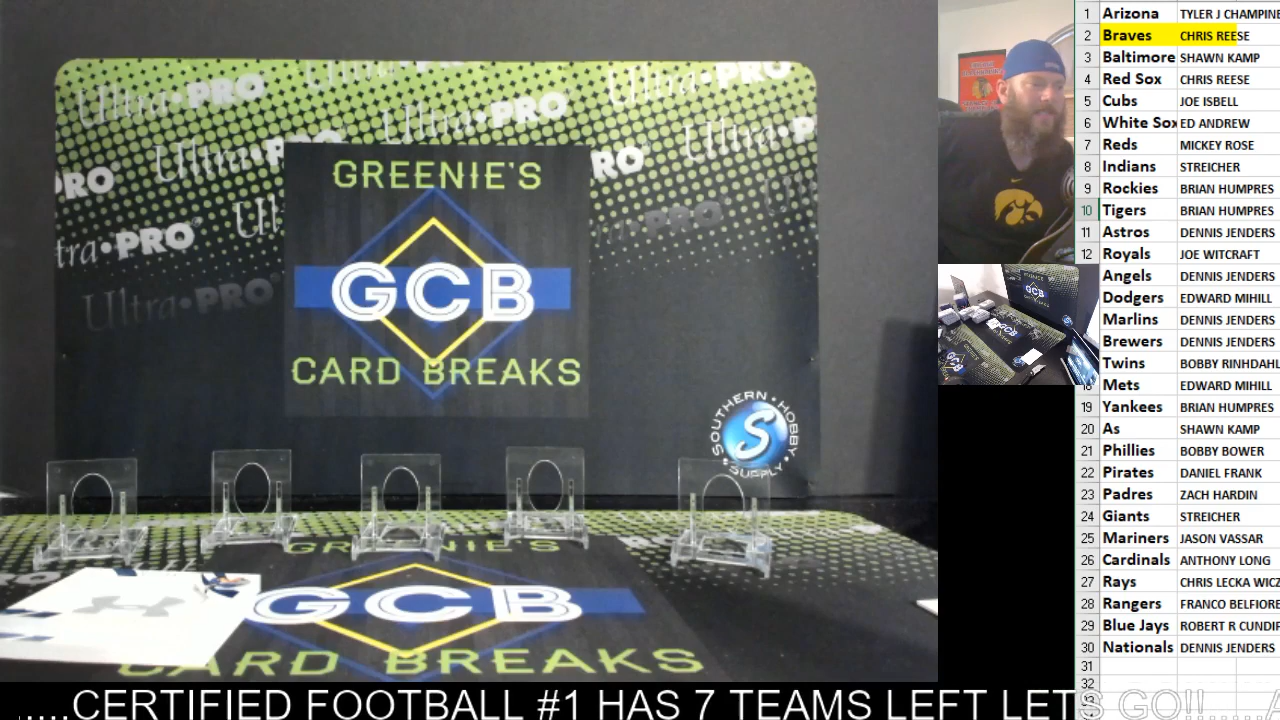 Ultra•PRO
Ultra•PRO
Ultra•PRO
Ultra•PRO
PRO
RO
tra•PRO
Ultra•PRO
GREENIE'S
GCB
CARD BREAKS
SOUTHERN • HOBBY • SUPPLY
S
GCB
CARD BREAKS
GCB
GCB
1 Arizona TYLER J CHAMPINE
2 Braves CHRIS REESE
3 Baltimore SHAWN KAMP
4 Red Sox CHRIS REESE
5 Cubs JOE ISBELL
6 White Sox ED ANDREW
7 Reds MICKEY ROSE
8 Indians STREICHER
9 Rockies BRIAN HUMPRES
10 Tigers BRIAN HUMPRES
11 Astros DENNIS JENDERS
12 Royals JOE WITCRAFT
Angels DENNIS JENDERS
Dodgers EDWARD MIHILL
Marlins DENNIS JENDERS
Brewers DENNIS JENDERS
Twins BOBBY RINHDAHL
18 Mets EDWARD MIHILL
19 Yankees BRIAN HUMPRES
20 As SHAWN KAMP
21 Phillies BOBBY BOWER
22 Pirates DANIEL FRANK
23 Padres ZACH HARDIN
24 Giants STREICHER
25 Mariners JASON VASSAR
26 Cardinals ANTHONY LONG
27 Rays CHRIS LECKA WICZ
28 Rangers FRANCO BELFIORE
29 Blue Jays ROBERT R CUNDIF
30 Nationals DENNIS JENDERS
31
32
.....CERTIFIED FOOTBALL #1 HAS 7 TEAMS LEFT LETS GO!!.....A